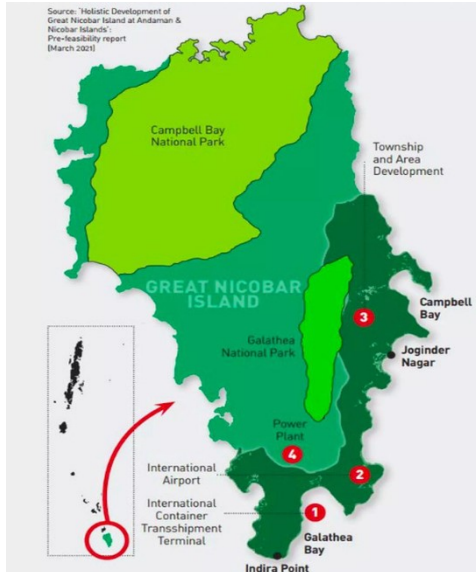 Source: 'Holistic Development of
Great Nicobar Island at Andaman &
Nicobar Islands':
Pre-feasibility report
(March 2021)
Campbell Bay
National Park
Township
and Area
Development
GREAT NICOBAR
ISLAND
Campbell
Bay
3
Galathea
National Park
Joginder
Nagar
Power
Plant
4
International
Airport
2
International
Container
Transshipment
Terminal
1
Galathea
Bay
Indira Point